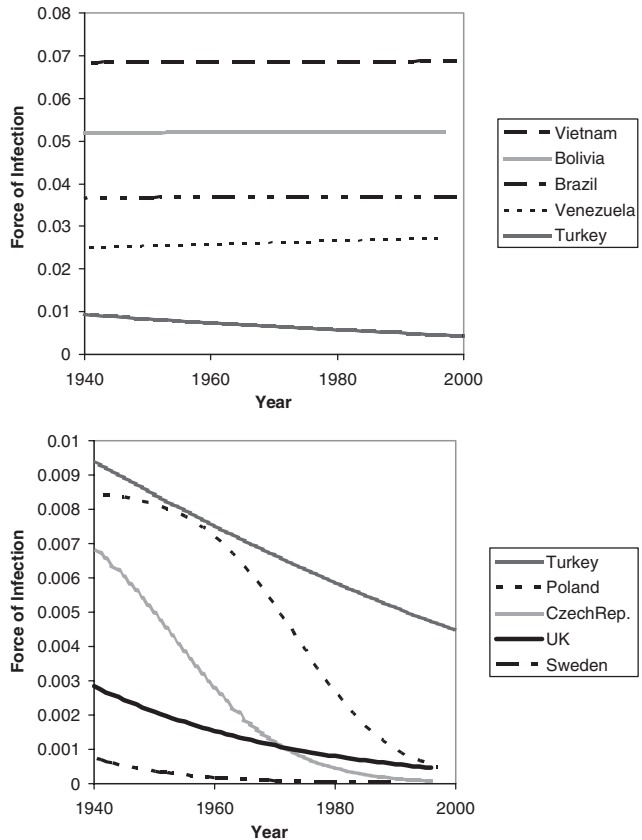 0.08
0.07
0.06
0.05
0.04
0.03
0.02
0.01
0
Force of Infection
1940 1960 1980 2000
Year
Vietnam
Bolivia
Brazil
Venezuela
Turkey
0.01
0.009
0.008
0.007
0.006
0.005
0.004
0.003
0.002
0.001
0
Force of Infection
1940 1960 1980 2000
Year
Turkey
Poland
CzechRep.
UK
Sweden